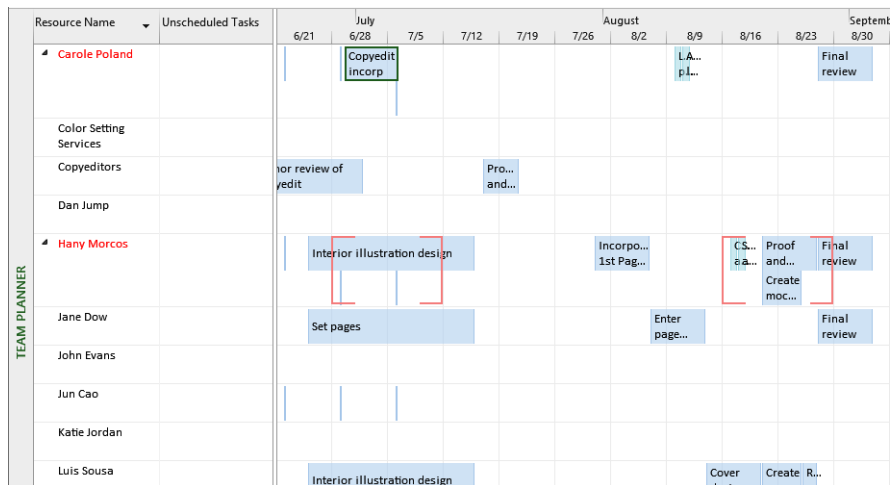 Resource Name
Unscheduled Tasks
July
August
Septem
6/21 6/28 7/5 7/12 7/19 7/26 8/2 8/9 8/16 8/23 8/30
TEAM PLANNER
Carole Poland
Copyedit
incorp
L A...
p l...
Final
review
Color Setting
Services
Copyeditors
hor review of
yedit
Pro...
and...
Dan Jump
Hany Morcos
Interior illustration design
Incorpo...
1st Pag...
C S...
a a...
Proof
and...
Final
review
Create
moc...
Jane Dow
Set pages
Enter
page...
Final
review
John Evans
Jun Cao
Katie Jordan
Luis Sousa
Interior illustration design
Cover
Create
R...